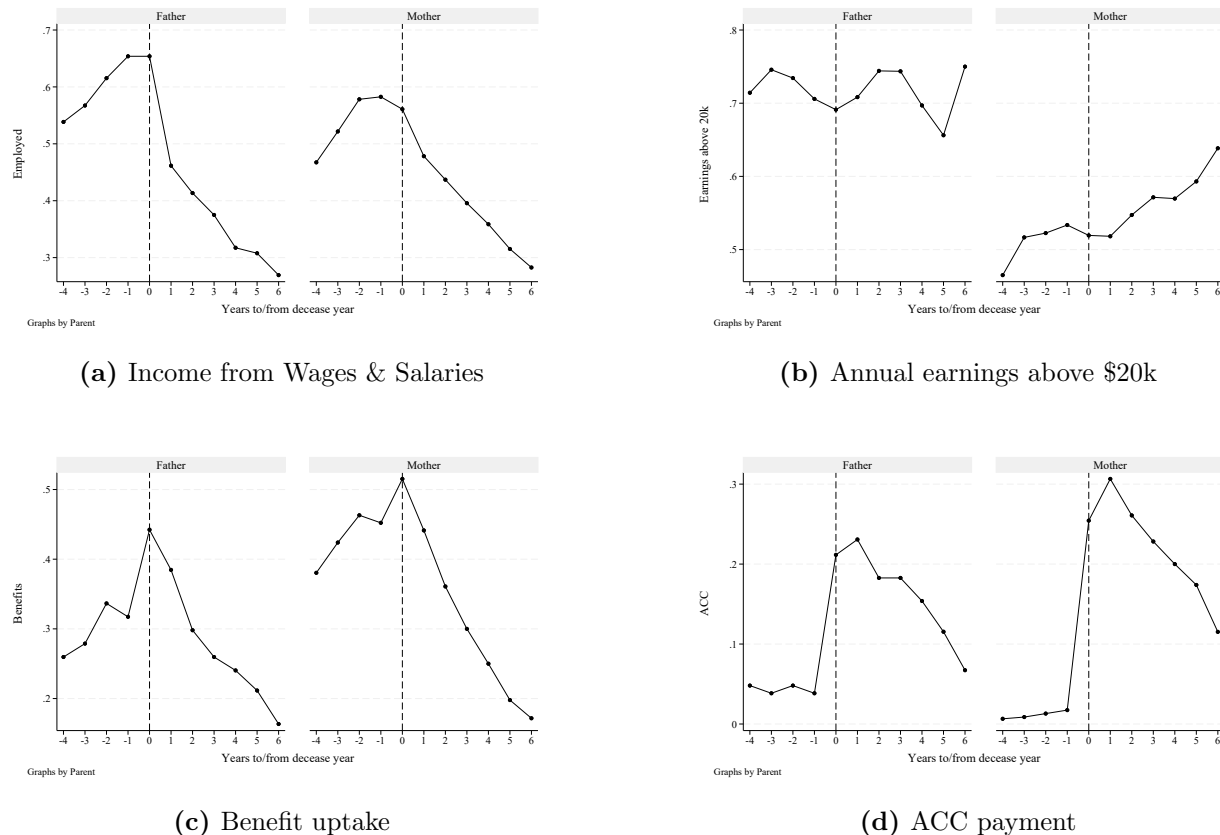 Father Mother
.7
.6
.5
.4
.3
Employed
-4 -3 -2 -1 0 1 2 3 4 5 6 -4 -3 -2 -1 0 1 2 3 4 5 6
Years to/from decease year
Graphs by Parent
(a) Income from Wages & Salaries
Father Mother
.8
.7
.6
.5
Earnings above 20k
-4 -3 -2 -1 0 1 2 3 4 5 6 -4 -3 -2 -1 0 1 2 3 4 5 6
Years to/from decease year
Graphs by Parent
(b) Annual earnings above $20k
Father Mother
.5
.4
.3
.2
Benefits
-4 -3 -2 -1 0 1 2 3 4 5 6 -4 -3 -2 -1 0 1 2 3 4 5 6
Years to/from decease year
Graphs by Parent
(c) Benefit uptake
Father Mother
.3
.2
.1
0
ACC
-4 -3 -2 -1 0 1 2 3 4 5 6 -4 -3 -2 -1 0 1 2 3 4 5 6
Years to/from decease year
Graphs by Parent
(d) ACC payment